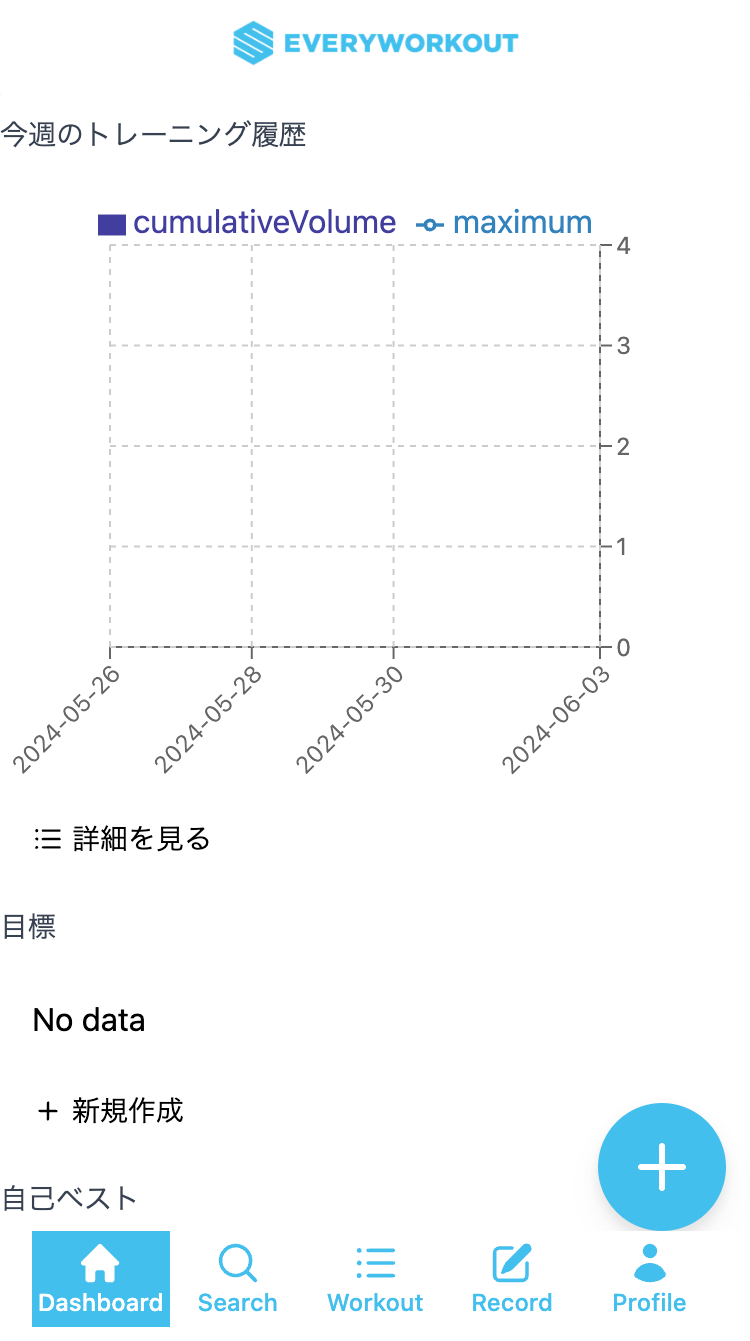 EVERYWORKOUT
今週のトレーニング履歴
cumulativeVolume maximum
4
3
2
1
0
2024-05-26 2024-05-28 2024-05-30 2024-06-03
詳細を見る
目標
No data
新規作成
自己ベスト
Dashboard Search Workout Record Profile